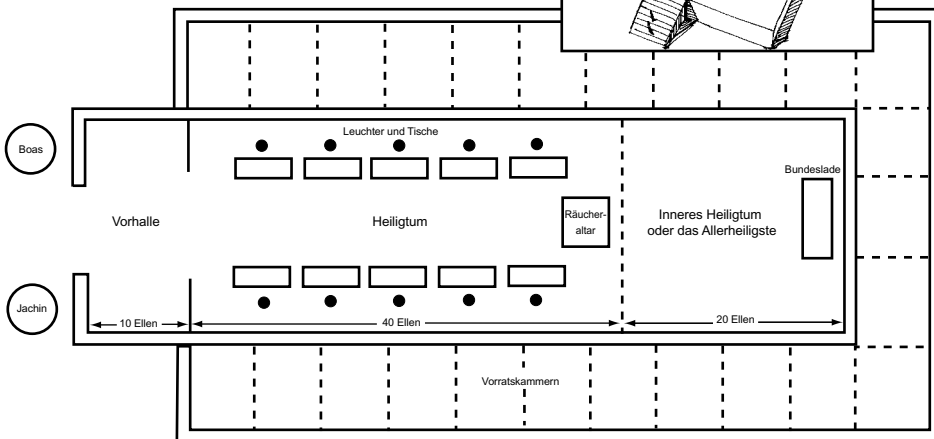 Leuchter und Tische
Boas
Bundeslade
Vorhalle
Heiligtum
Räucher-
altar
Inneres Heiligtum
oder das Allerheiligste
Jachin
10 Ellen
40 Ellen
20 Ellen
Vorratskammern